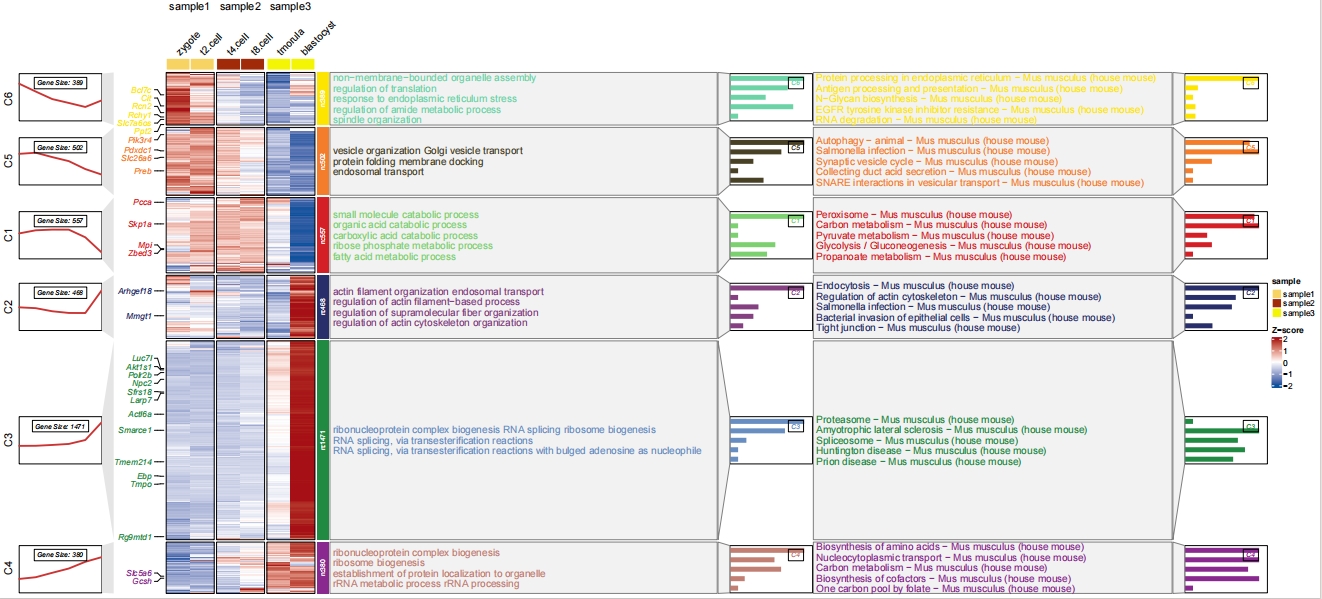 sample1 sample2 sample3
zygote t2.cell t4.cell t8.cell tmorula blastocyst
C6
Gene Size: 389
Bcl7c
Cit
Rcn2
Rchy1
Slc7a6os
non−membrane−bounded organelle assembly
regulation of translation
response to endoplasmic reticulum stress
regulation of amide metabolic process
spindle organization
Protein processing in endoplasmic reticulum − Mus musculus (house mouse)
Antigen processing and presentation − Mus musculus (house mouse)
N−Glycan biosynthesis − Mus musculus (house mouse)
EGFR tyrosine kinase inhibitor resistance − Mus musculus (house mouse)
RNA degradation − Mus musculus (house mouse)
C5
Gene Size: 502
Ppil2
Pik3r4
Pdxdc1
Slc26a6
Preb
n:502
vesicle organization Golgi vesicle transport
protein folding membrane docking
endosomal transport
C5
Autophagy − animal − Mus musculus (house mouse)
Salmonella infection − Mus musculus (house mouse)
Synaptic vesicle cycle − Mus musculus (house mouse)
Collecting duct acid secretion − Mus musculus (house mouse)
SNARE interactions in vesicular transport − Mus musculus (house mouse)
C5
C1
Gene Size: 557
Pcca
Skp1a
Mpi
Zbed3
n:557
small molecule catabolic process
organic acid catabolic process
carboxylic acid catabolic process
ribose phosphate metabolic process
fatty acid metabolic process
C1
Peroxisome − Mus musculus (house mouse)
Carbon metabolism − Mus musculus (house mouse)
Pyruvate metabolism − Mus musculus (house mouse)
Glycolysis / Gluconeogenesis − Mus musculus (house mouse)
Propanoate metabolism − Mus musculus (house mouse)
C1
C2
Gene Size: 468
Arhgef18
Mmgt1
n:468
actin filament organization endosomal transport
regulation of actin filament−based process
regulation of supramolecular fiber organization
regulation of actin cytoskeleton organization
C2
Endocytosis − Mus musculus (house mouse)
Regulation of actin cytoskeleton − Mus musculus (house mouse)
Salmonella infection − Mus musculus (house mouse)
Bacterial invasion of epithelial cells − Mus musculus (house mouse)
Tight junction − Mus musculus (house mouse)
C2
C3
Gene Size: 1471
Luc7l
Akt1s1
Polr2b
Npc2
Sfrs18
Larp7
Actl6a
Smarce1
Tmem214
Ebp
Tmpo
Rg9mtd1
n:1471
ribonucleoprotein complex biogenesis RNA splicing ribosome biogenesis
RNA splicing, via transesterification reactions
RNA splicing, via transesterification reactions with bulged adenosine as nucleophile
C3
Proteasome − Mus musculus (house mouse)
Amyotrophic lateral sclerosis − Mus musculus (house mouse)
Spliceosome − Mus musculus (house mouse)
Huntington disease − Mus musculus (house mouse)
Prion disease − Mus musculus (house mouse)
C3
C4
Gene Size: 380
Slc5a6
Gcsh
n:380
ribonucleoprotein complex biogenesis
ribosome biogenesis
establishment of protein localization to organelle
rRNA metabolic process rRNA processing
C4
Biosynthesis of amino acids − Mus musculus (house mouse)
Nucleocytoplasmic transport − Mus musculus (house mouse)
Carbon metabolism − Mus musculus (house mouse)
Biosynthesis of cofactors − Mus musculus (house mouse)
One carbon pool by folate − Mus musculus (house mouse)
C4
sample
sample1
sample2
sample3
Z−score
2
1
0
−1
−2